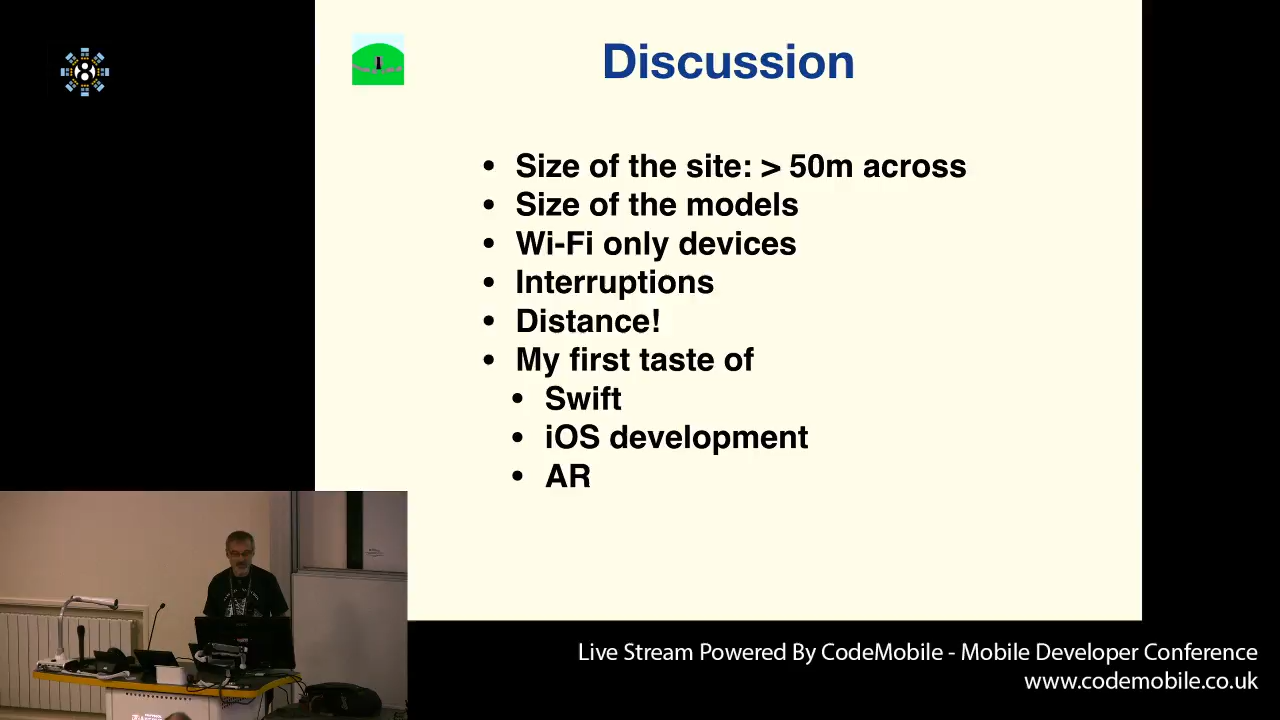 Discussion
• Size of the site: > 50m across
• Size of the models
• Wi-Fi only devices
• Interruptions
• Distance!
• My first taste of
• Swift
• iOS development
• AR
Live Stream Powered By CodeMobile - Mobile Developer Conference
www.codemobile.co.uk